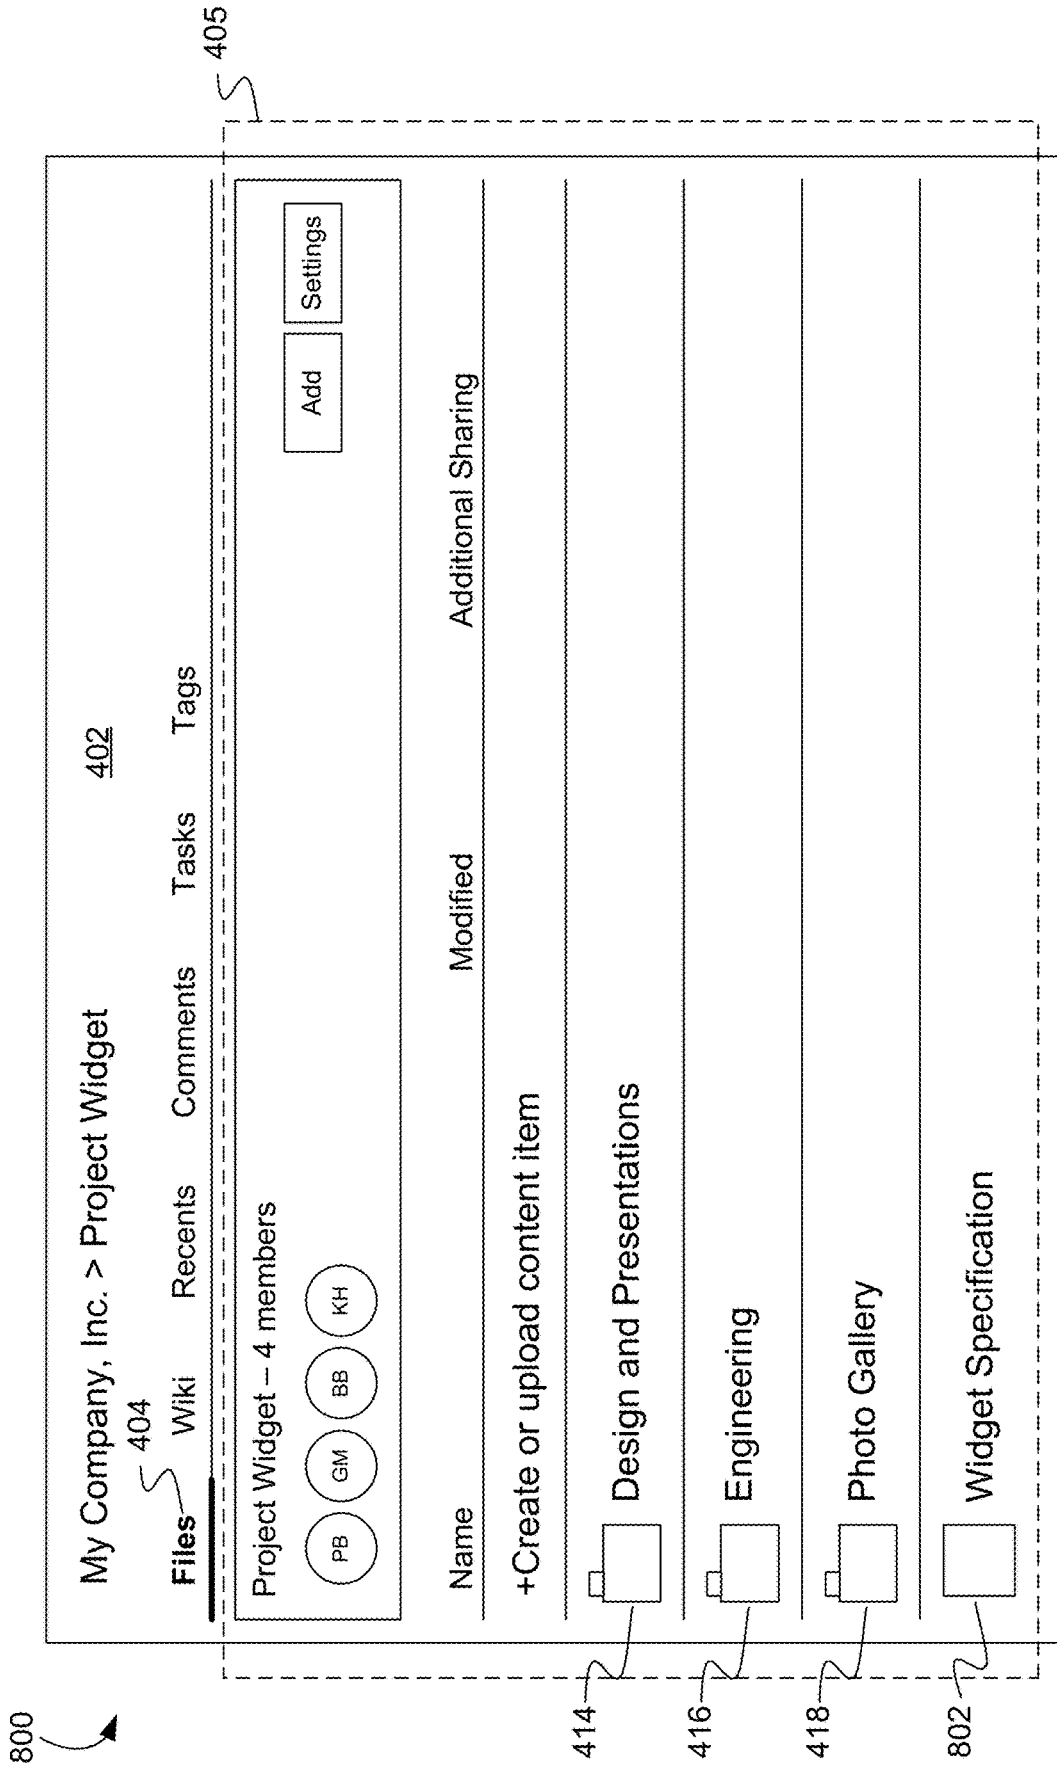 800
My Company, Inc. > Project Widget
402
404
Files Wiki Recents Comments Tasks Tags
405
Project Widget – 4 members
PB GM BB KH
Add Settings
Name Modified Additional Sharing
+Create or upload content item
414 Design and Presentations
416 Engineering
418 Photo Gallery
802 Widget Specification